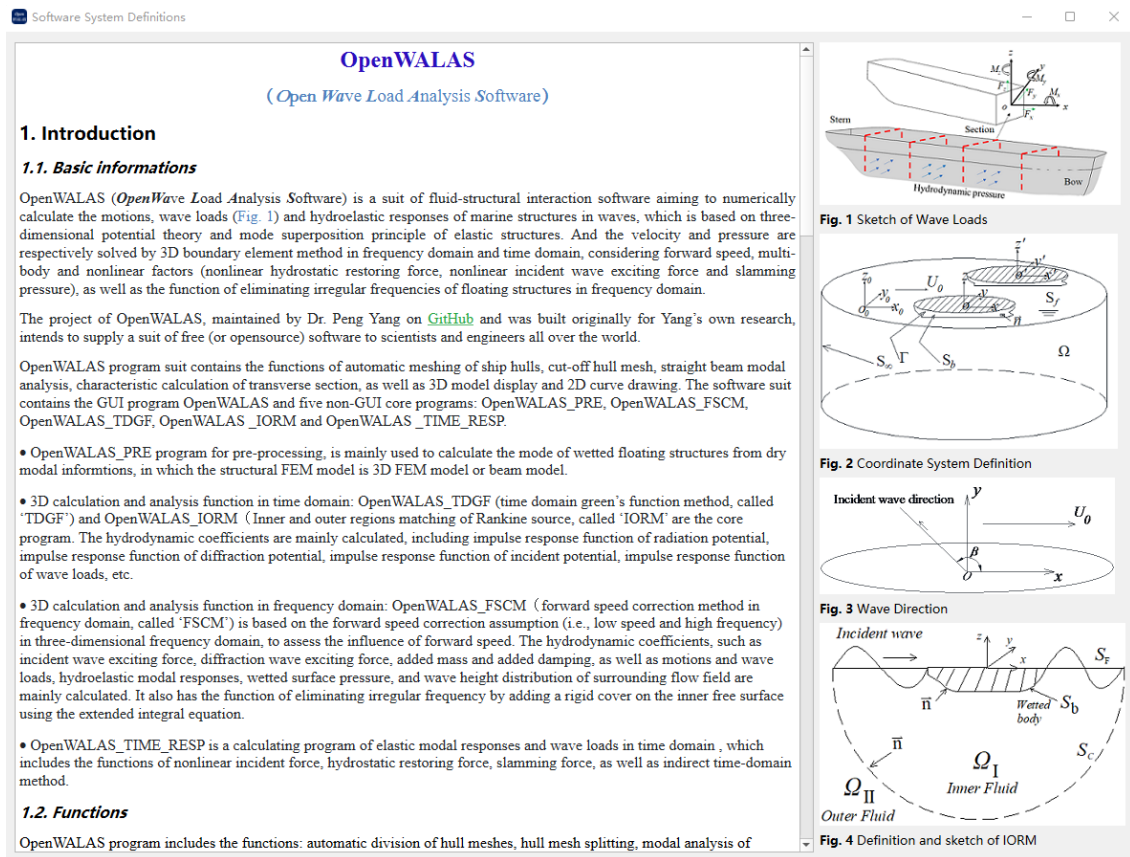 Software System Definitions
OpenWALAS
(Open Wave Load Analysis Software)
1. Introduction
1.1. Basic informations
OpenWALAS (OpenWave Load Analysis Software) is a suit of fluid-structural interaction software aiming to numerically
calculate the motions, wave loads (Fig. 1) and hydroelastic responses of marine structures in waves, which is based on three-
dimensional potential theory and mode superposition principle of elastic structures. And the velocity and pressure are
respectively solved by 3D boundary element method in frequency domain and time domain, considering forward speed, multi-
body and nonlinear factors (nonlinear hydrostatic restoring force, nonlinear incident wave exciting force and slamming
pressure), as well as the function of eliminating irregular frequencies of floating structures in frequency domain.
The project of OpenWALAS, mantained by Dr. Peng Yang on GitHub and was built originally for Yang's own research,
intends to supply a suit of free (or opensource) software to scientists and engineers all over the world.
OpenWALAS program suit contains the functions of automatic meshing of ship hulls, cut-off hull mesh, straight beam modal
analysis, characteristic calculation of transverse section, as well as 3D model display and 2D curve drawing. The software suit
contains the GUI program OpenWALAS and five non-GUI core programs: OpenWALAS_PRE, OpenWALAS_FSCM,
OpenWALAS_TDGF, OpenWALAS _IORM and OpenWALAS _TIME_RESP.
• OpenWALAS_PRE program for pre-processing, is mainly used to calculate the mode of wetted floating structures from dry
modal informtions, in which the structural FEM model is 3D FEM model or beam model.
• 3D calculation and analysis function in time domain: OpenWALAS_TDGF (time domain green's function method, called
'TDGF') and OpenWALAS_IORM（Inner and outer regions matching of Rankine source, called 'IORM' are the core
program. The hydrodynamic coefficients are mainly calculated, including impulse response function of radiation potential,
impulse response function of diffraction potential, impulse response function of incident potential, impulse response function
of wave loads, etc.
• 3D calculation and analysis function in frequency domain: OpenWALAS_FSCM（forward speed correction method in
frequency domain, called 'FSCM') is based on the forward speed correction assumption (i.e., low speed and high frequency)
in three-dimensional frequency domain, to assess the influence of forward speed. The hydrodynamic coefficients, such as
incident wave exciting force, diffraction wave exciting force, added mass and added damping, as well as motions and wave
loads, hydroelastic modal responses, wetted surface pressure, and wave height distribution of surrounding flow field are
mainly calculated. It also has the function of eliminating irregular frequency by adding a rigid cover on the inner free surface
using the extended integral equation.
• OpenWALAS_TIME_RESP is a calculating program of elastic modal responses and wave loads in time domain , which
includes the functions of nonlinear incident force, hydrostatic restoring force, slamming force, as well as indirect time-domain
method.
1.2. Functions
OpenWALAS program includes the functions: automatic division of hull meshes, hull mesh splitting, modal analysis of
z
y
x
o
Stern
Section
Bow
Hydrodynamic pressure
Fig. 1 Sketch of Wave Loads
z'
y'
x'
z0
y0
x0
U0
Sf
Ω
S∞
Γ
Sb
Fig. 2 Coordinate System Definition
Incident wave direction
y
U0
β
O
x
Fig. 3 Wave Direction
Incident wave
z
y
x
SF
n
Wetted
body
Sb
n
SC
ΩI
Inner Fluid
ΩII
Outer Fluid
Fig. 4 Definition and sketch of IORM